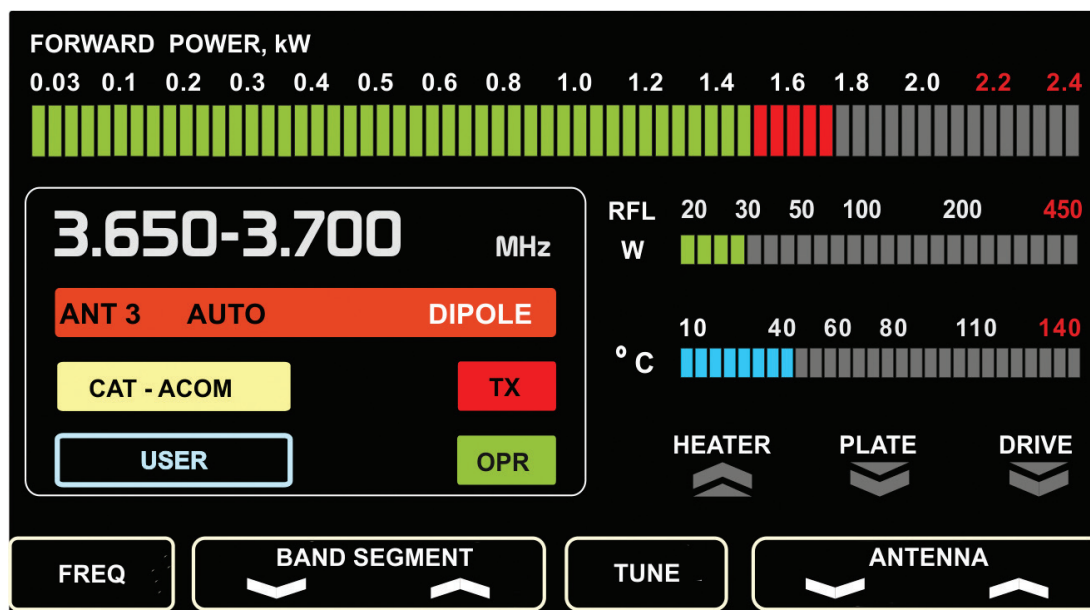 FORWARD POWER, kW
0.03 0.1 0.2 0.3 0.4 0.5 0.6 0.8 1.0 1.2 1.4 1.6 1.8 2.0 2.2 2.4
3.650-3.700 MHz
ANT 3 AUTO DIPOLE
CAT - ACOM TX
USER OPR
RFL 20 30 50 100 200 450
W
10 40 60 80 110 140
° C
HEATER PLATE DRIVE
FREQ BAND SEGMENT TUNE ANTENNA